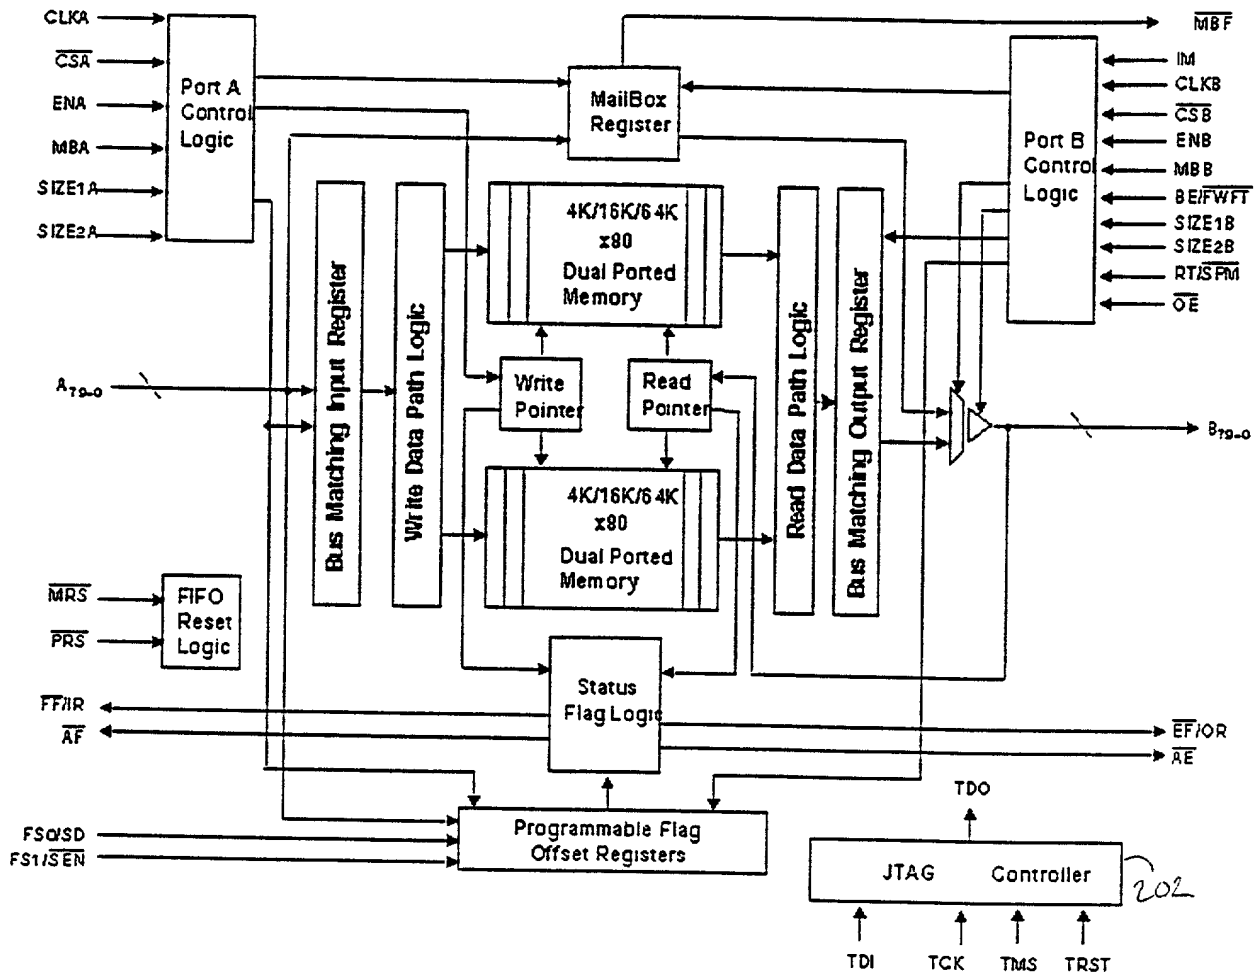 CLKA
CSA
ENA
MBA
SIZE1A
SIZE2A
Port A
Control
Logic
MailBox
Register
MBF
Port B
Control
Logic
IM
CLKB
CSB
ENB
MBB
BE/FWFT
SIZE1B
SIZE2B
RT/SPM
OE
Bus Matching Input Register
Write Data Path Logic
4K/16K/64K
x80
Dual Ported
Memory
Write
Pointer
Read
Pointer
4K/16K/64K
x80
Dual Ported
Memory
Read Data Path Logic
Bus Matching Output Register
A79-0
B79-0
MRS
PRS
FIFO
Reset
Logic
Status
Flag Logic
FF/IR
AF
EF/OR
AE
FS0/SD
FS1/SEN
Programmable Flag
Offset Registers
TDO
JTAG Controller
202
TDI
TCK
TMS
TRST